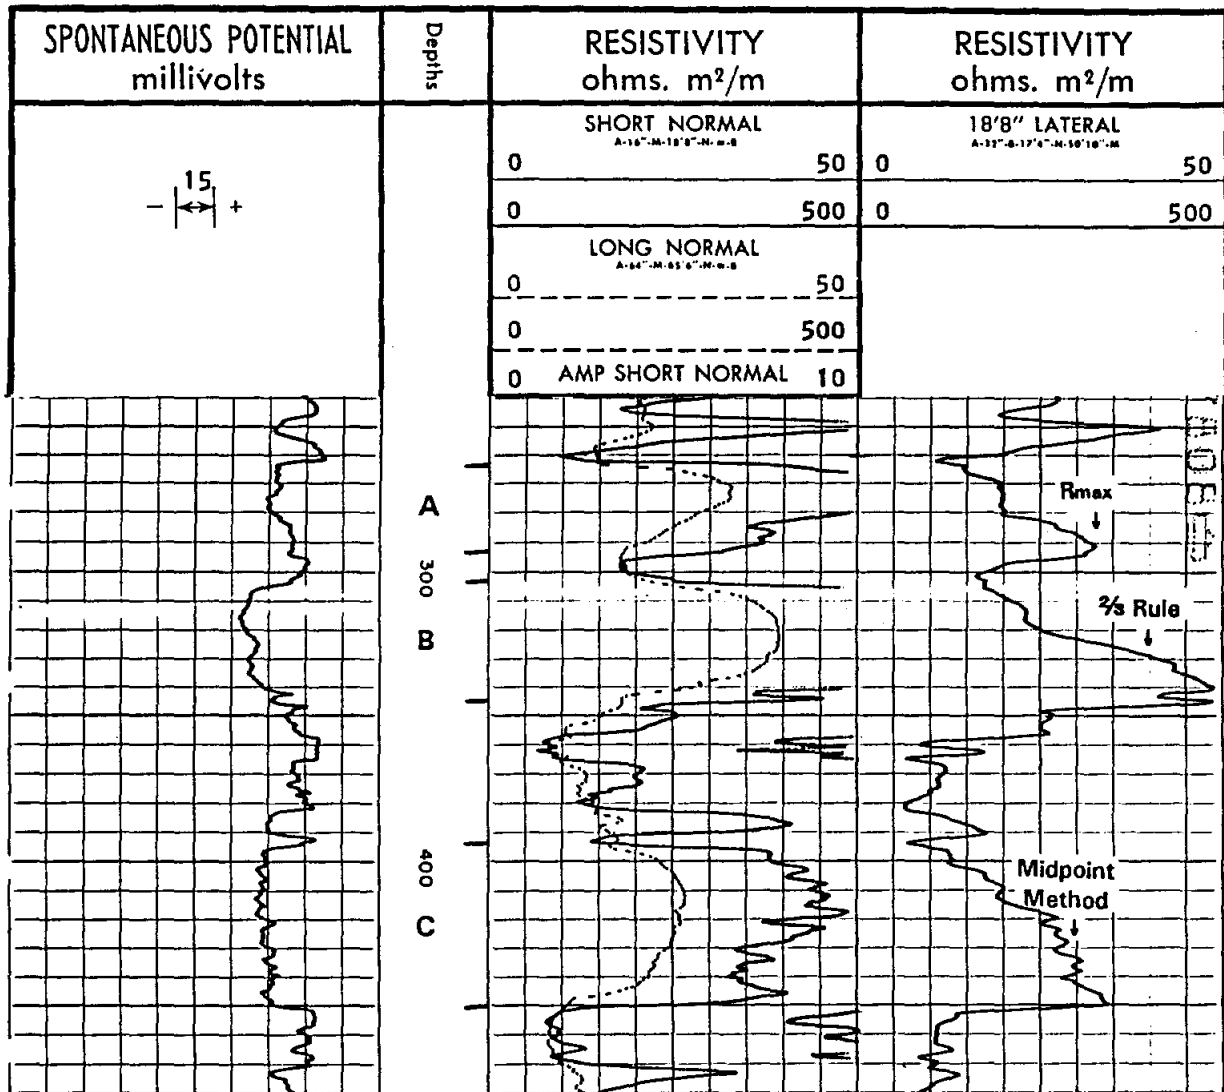 SPONTANEOUS POTENTIAL
millivolts
Depths
RESISTIVITY
ohms. m²/m
RESISTIVITY
ohms. m²/m
- 15 +
SHORT NORMAL
0 50
0 500
LONG NORMAL
0 50
0 500
0 AMP SHORT NORMAL 10
18'8" LATERAL
0 50
0 500
A
Rmax
300
B
⅔ Rule
400
Midpoint
Method
C